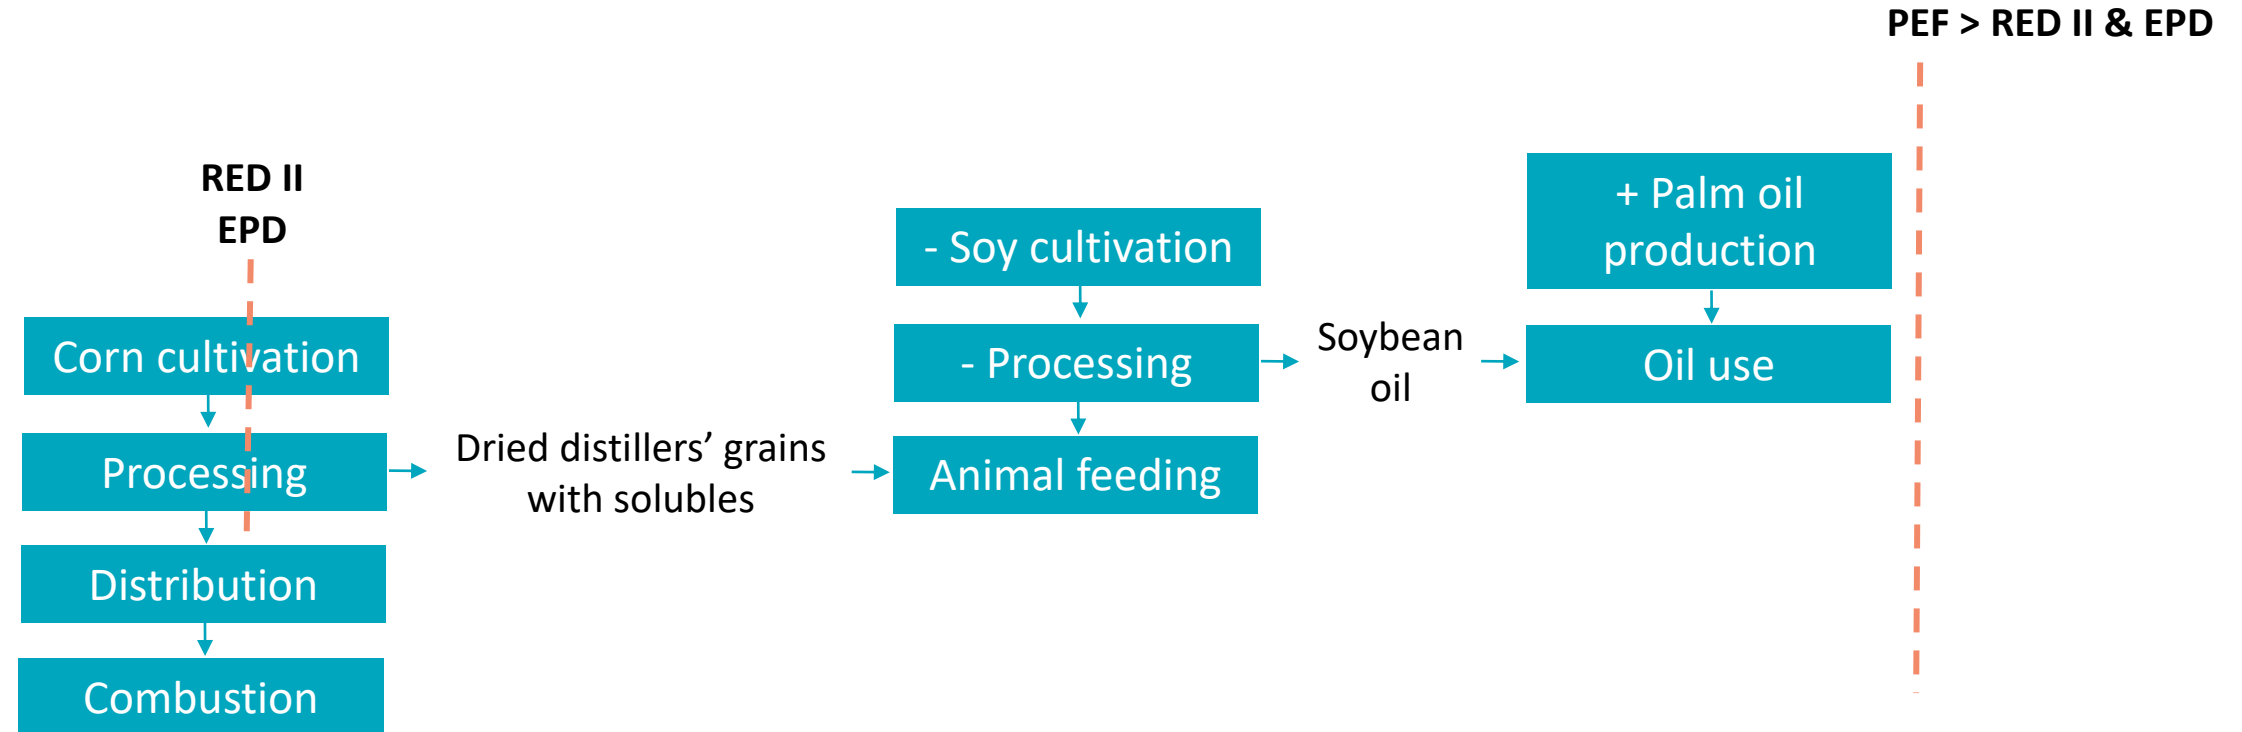 PEF > RED II & EPD
RED II
EPD
Corn cultivation
Processing
Distribution
Combustion
Dried distillers’ grains
with solubles
- Soy cultivation
- Processing
Animal feeding
Soybean
oil
+ Palm oil
production
Oil use